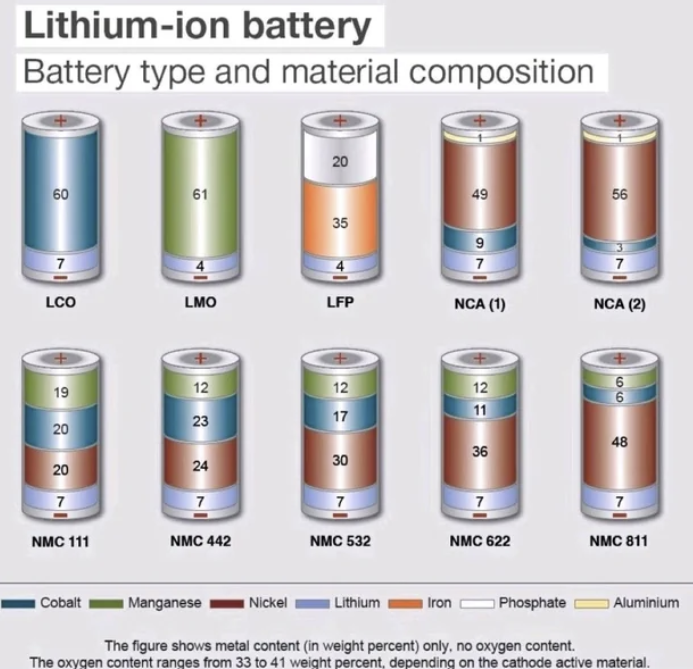 Lithium-ion battery
Battery type and material composition
+ + + + +
60
7
LCO
61
4
LMO
20
35
4
LFP
1
49
9
7
NCA (1)
1
56
3
7
NCA (2)
+ + + + +
19
20
20
7
NMC 111
12
23
24
7
NMC 442
12
17
30
7
NMC 532
12
11
36
7
NMC 622
6
6
48
7
NMC 811
Cobalt Manganese Nickel Lithium Iron Phosphate Aluminium
The figure shows metal content (in weight percent) only, no oxygen content.
The oxygen content ranges from 33 to 41 weight percent, depending on the cathode active material.